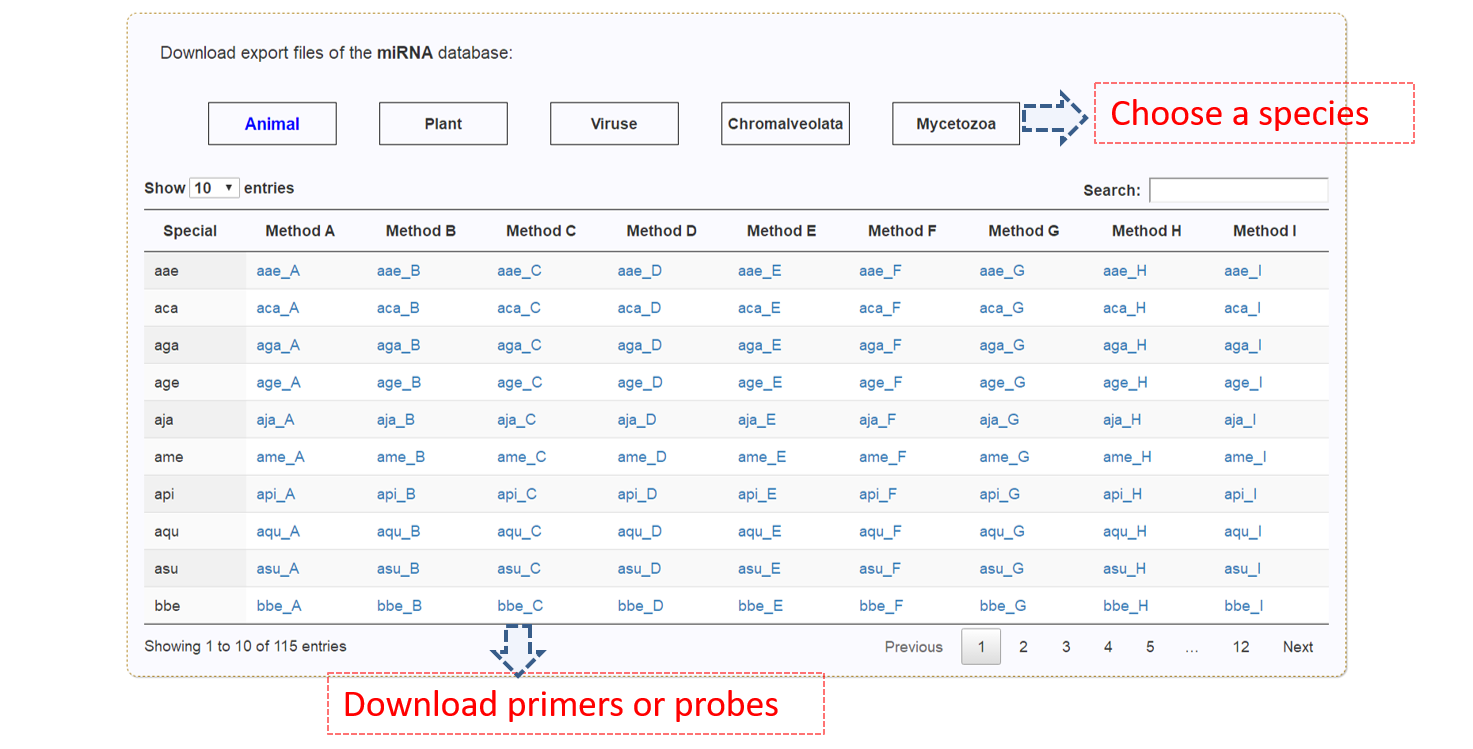 Download export files of the miRNA database:
Animal Plant Viruse Chromalveolata Mycetozoa
Choose a species
Show 10 entries Search:
Special Method A Method B Method C Method D Method E Method F Method G Method H Method I
aae aae_A aae_B aae_C aae_D aae_E aae_F aae_G aae_H aae_I
aca aca_A aca_B aca_C aca_D aca_E aca_F aca_G aca_H aca_I
aga aga_A aga_B aga_C aga_D aga_E aga_F aga_G aga_H aga_I
age age_A age_B age_C age_D age_E age_F age_G age_H age_I
aja aja_A aja_B aja_C aja_D aja_E aja_F aja_G aja_H aja_I
ame ame_A ame_B ame_C ame_D ame_E ame_F ame_G ame_H ame_I
api api_A api_B api_C api_D api_E api_F api_G api_H api_I
aqu aqu_A aqu_B aqu_C aqu_D aqu_E aqu_F aqu_G aqu_H aqu_I
asu asu_A asu_B asu_C asu_D asu_E asu_F asu_G asu_H asu_I
bbe bbe_A bbe_B bbe_C bbe_D bbe_E bbe_F bbe_G bbe_H bbe_I
Showing 1 to 10 of 115 entries Previous 1 2 3 4 5 ... 12 Next
Download primers or probes